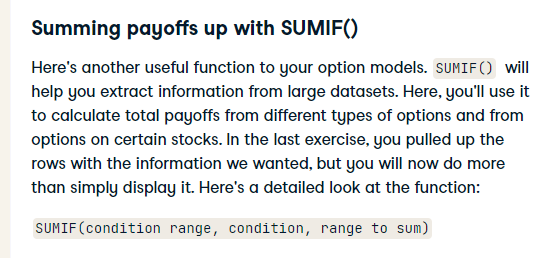 Summing payoffs up with SUMIF()
Here's another useful function to your option models. SUMIF() will
help you extract information from large datasets. Here, you'll use it
to calculate total payoffs from different types of options and from
options on certain stocks. In the last exercise, you pulled up the
rows with the information we wanted, but you will now do more
than simply display it. Here's a detailed look at the function:
SUMIF(condition range, condition, range to sum)